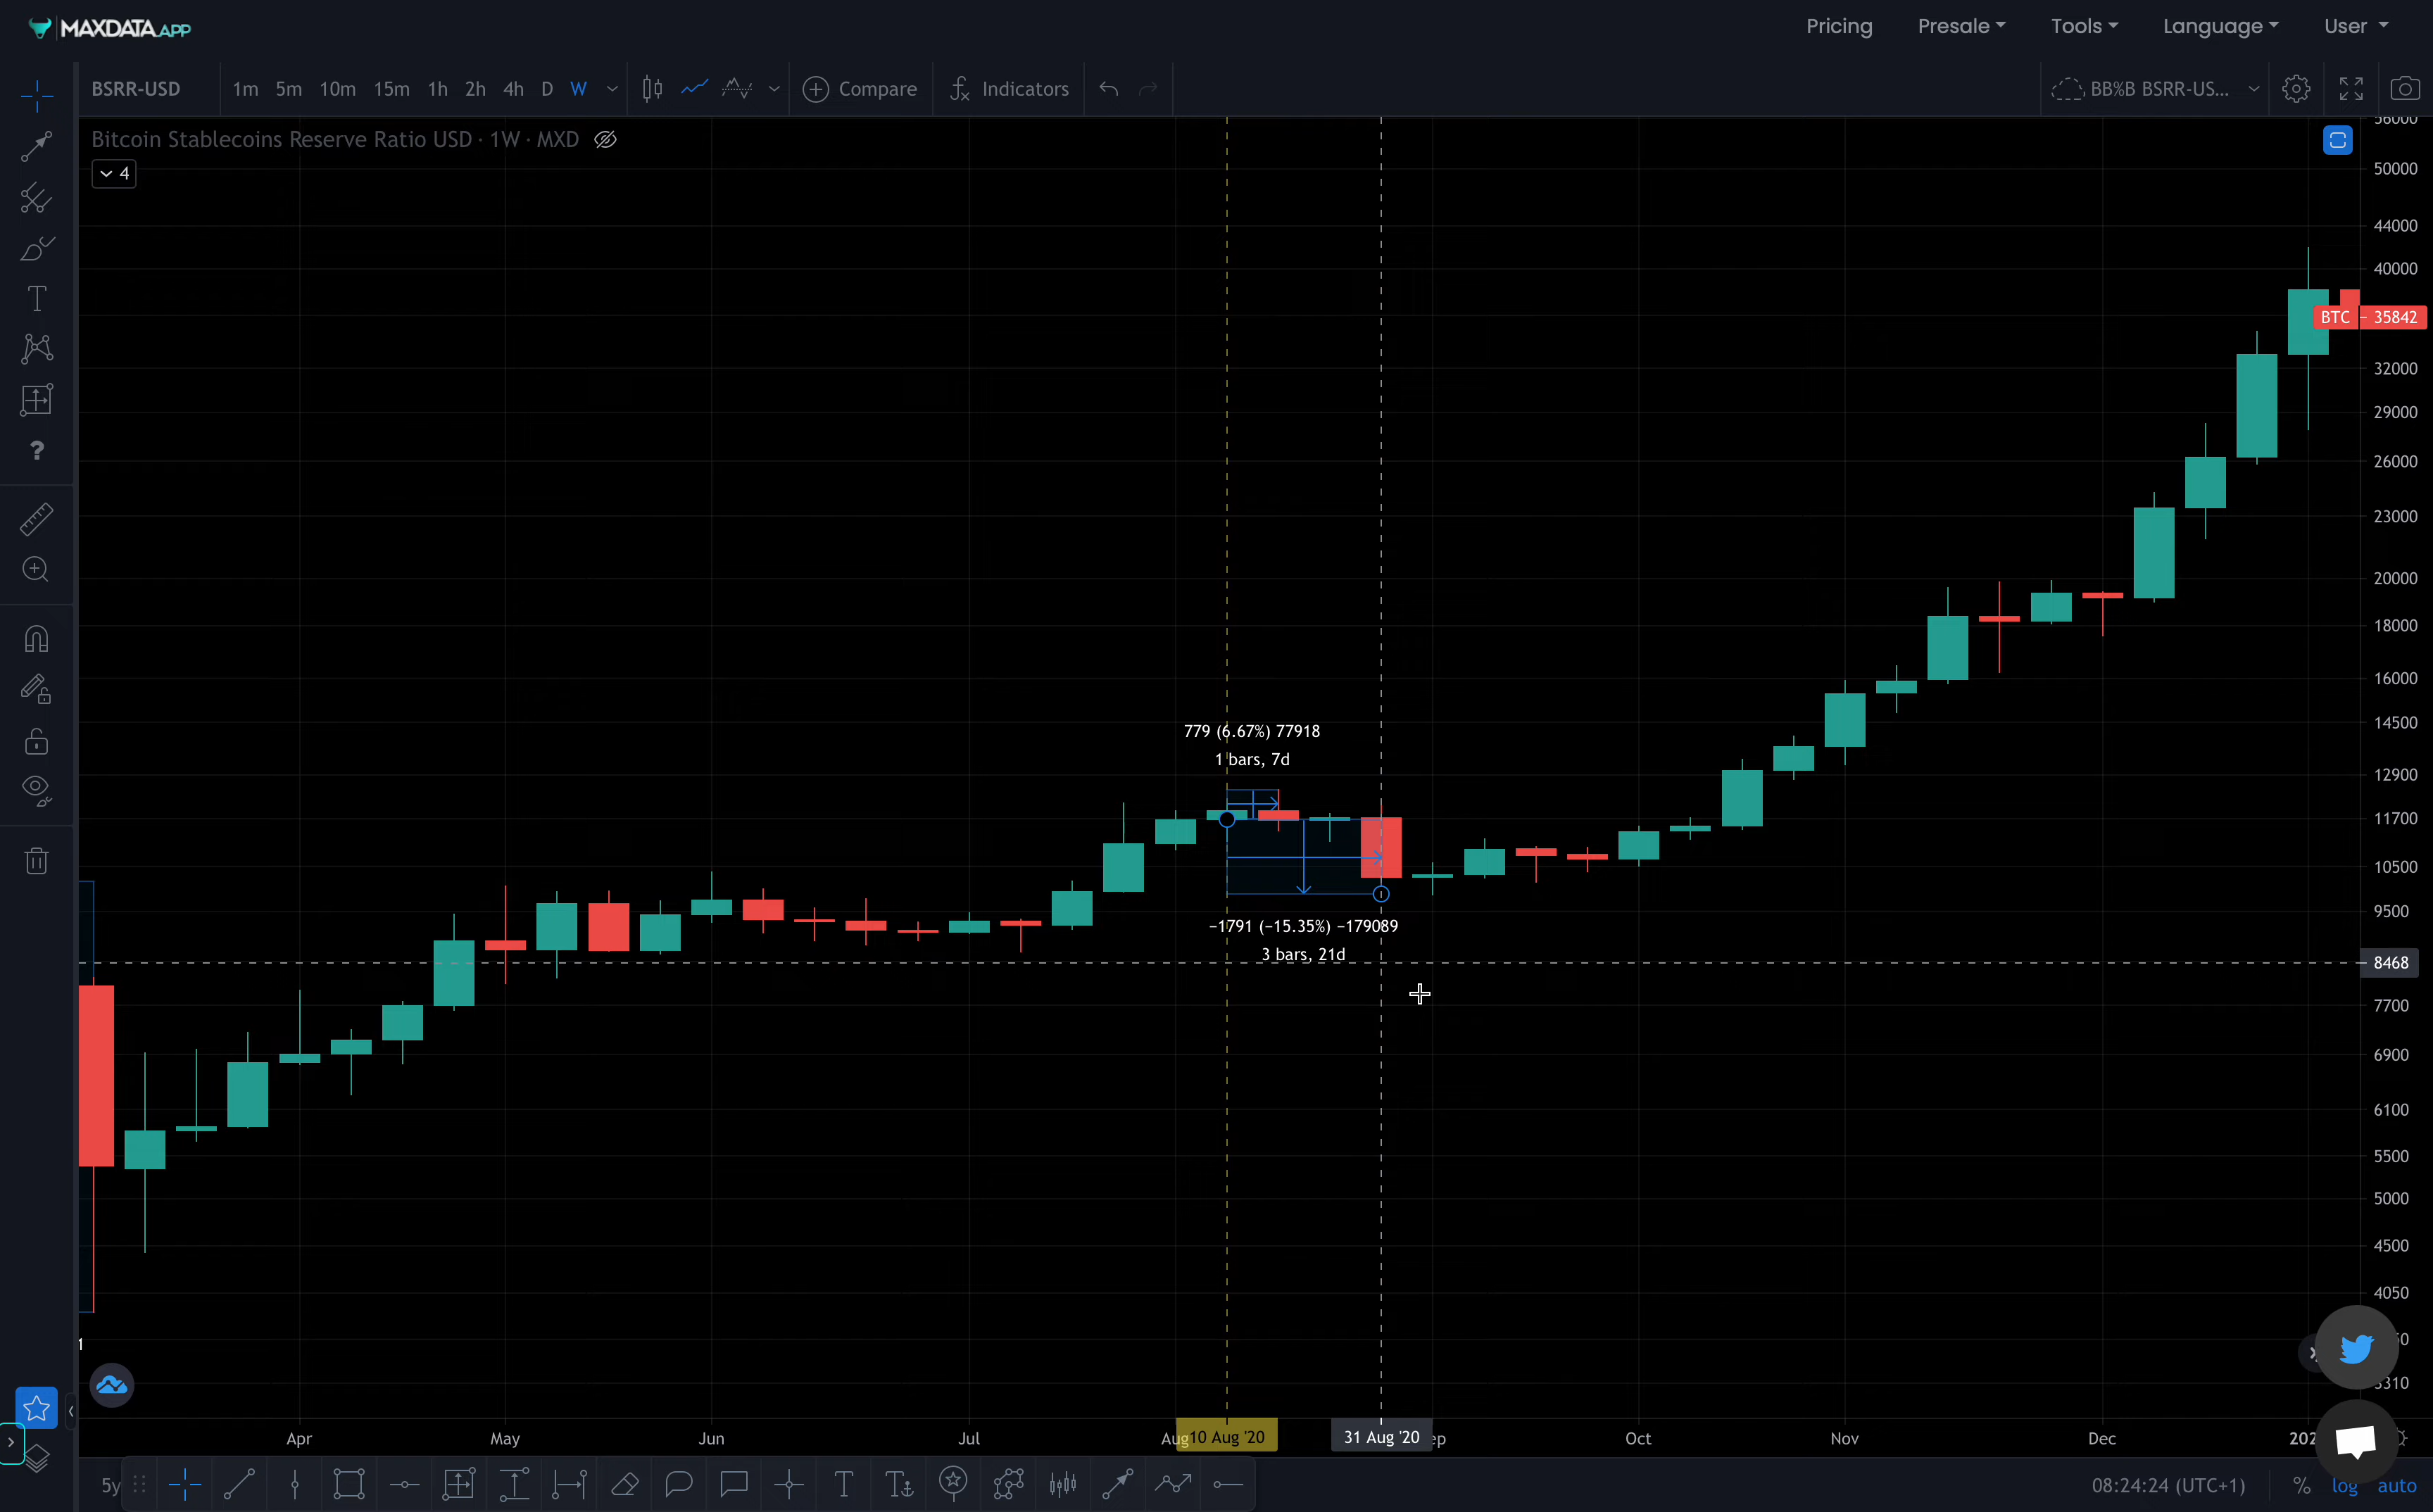 MAXDATA.APP
Pricing Presale Tools Language User
BSRR-USD 1m 5m 10m 15m 1h 2h 4h D W Compare Indicators BB%B BSRR-US...
Bitcoin Stablecoins Reserve Ratio USD · 1W · MXD
4
56000
50000
44000
40000
BTC 35842
32000
29000
26000
23000
20000
18000
16000
14500
12900
11700
10500
9500
8468
7700
6900
6100
5500
5000
4500
4050
3310
779 (6.67%) 77918
1 bars, 7d
−1791 (−15.35%) −179089
3 bars, 21d
1
Apr May Jun Jul Aug 10 Aug '20 31 Aug '20 Oct Nov Dec
5y 08:24:24 (UTC+1) % log auto